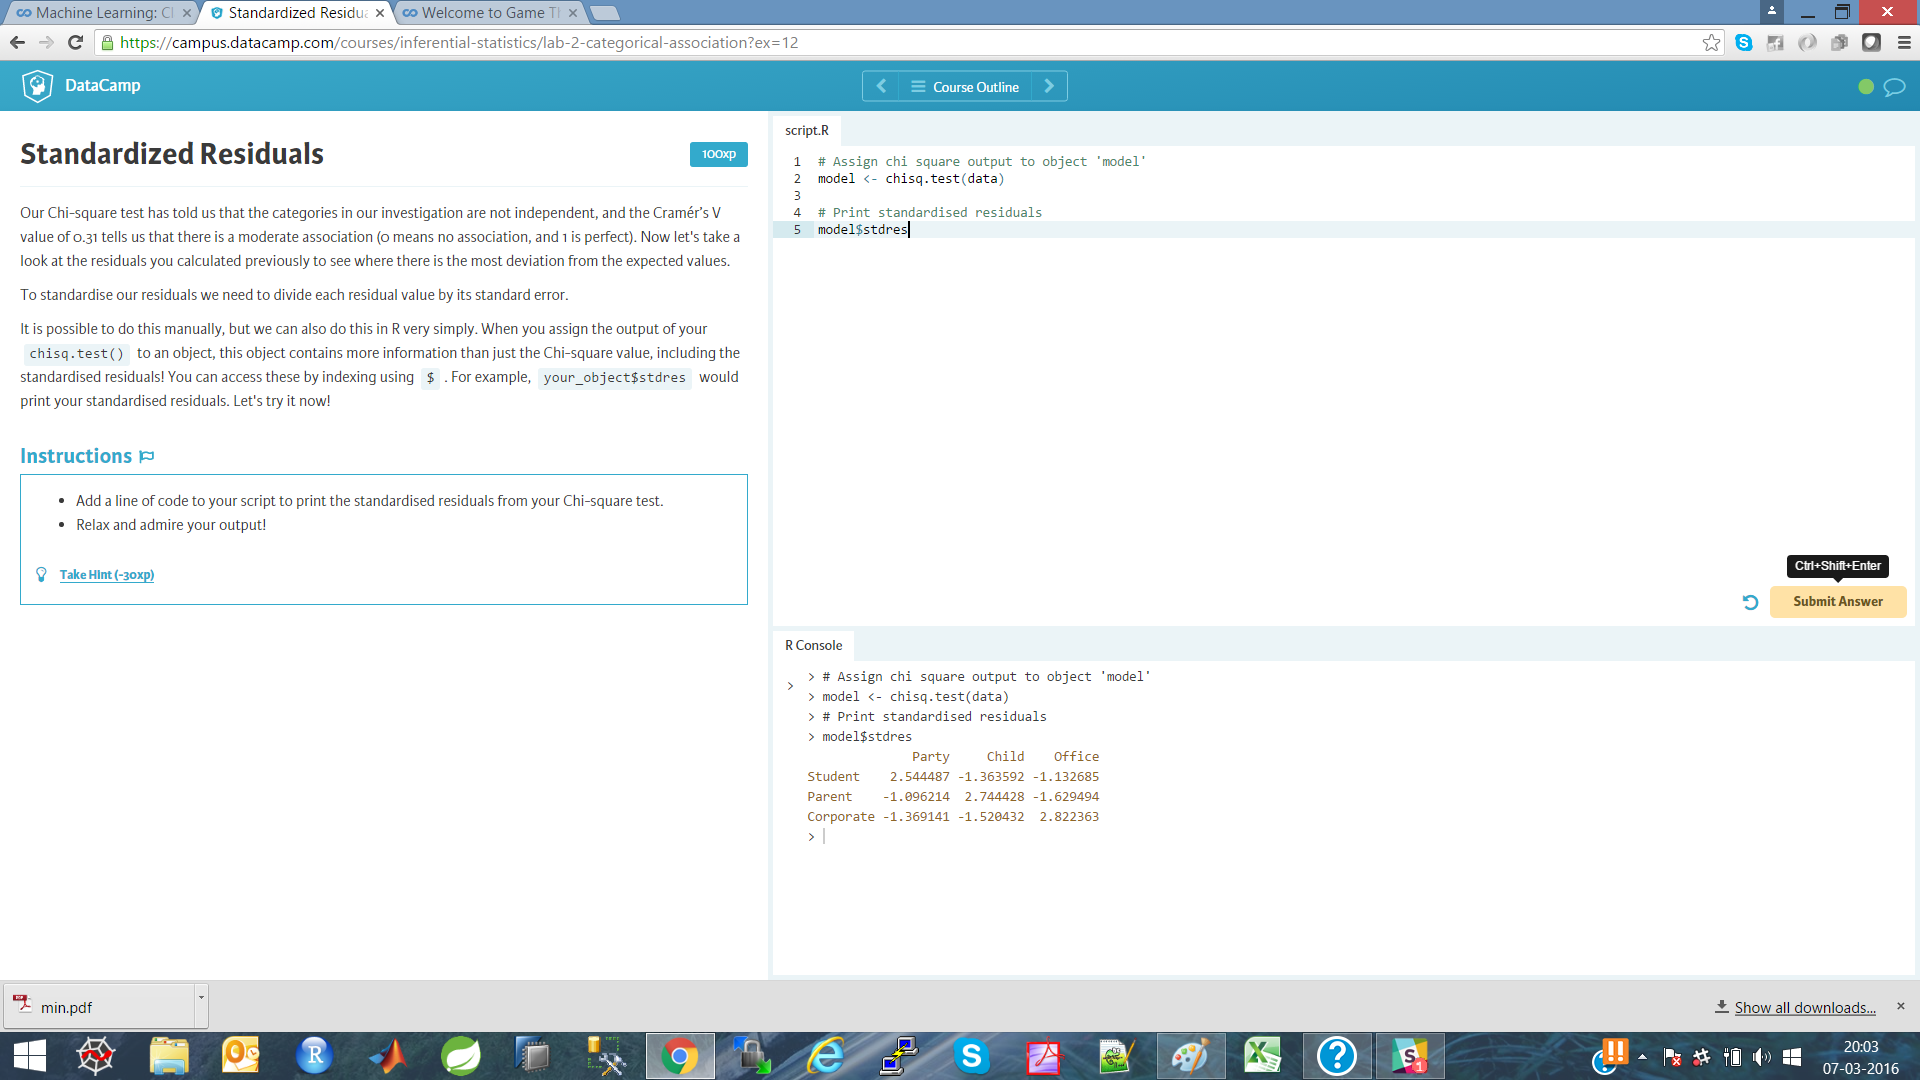 Machine Learning: C
Standardized Residua
Welcome to Game T
https://campus.datacamp.com/courses/inferential-statistics/lab-2-categorical-association?ex=12
DataCamp
Course Outline
Standardized Residuals
100xp
Our Chi-square test has told us that the categories in our investigation are not independent, and the Cramér's V
value of 0.31 tells us that there is a moderate association (0 means no association, and 1 is perfect). Now let's take a
look at the residuals you calculated previously to see where there is the most deviation from the expected values.
To standardise our residuals we need to divide each residual value by its standard error.
It is possible to do this manually, but we can also do this in R very simply. When you assign the output of your
chisq.test() to an object, this object contains more information than just the Chi-square value, including the
standardised residuals! You can access these by indexing using $ . For example, your_object$stdres would
print your standardised residuals. Let's try it now!
Instructions
• Add a line of code to your script to print the standardised residuals from your Chi-square test.
• Relax and admire your output!
Take Hint (-30xp)
script.R
1 # Assign chi square output to object 'model'
2 model <- chisq.test(data)
3
4 # Print standardised residuals
5 model$stdres
Ctrl+Shift+Enter
Submit Answer
R Console
>
> # Assign chi square output to object 'model'
> model <- chisq.test(data)
> # Print standardised residuals
> model$stdres
Party Child Office
Student 2.544487 -1.363592 -1.132685
Parent -1.096214 2.744428 -1.629494
Corporate -1.369141 -1.520432 2.822363
>
min.pdf
Show all downloads...
20:03
07-03-2016